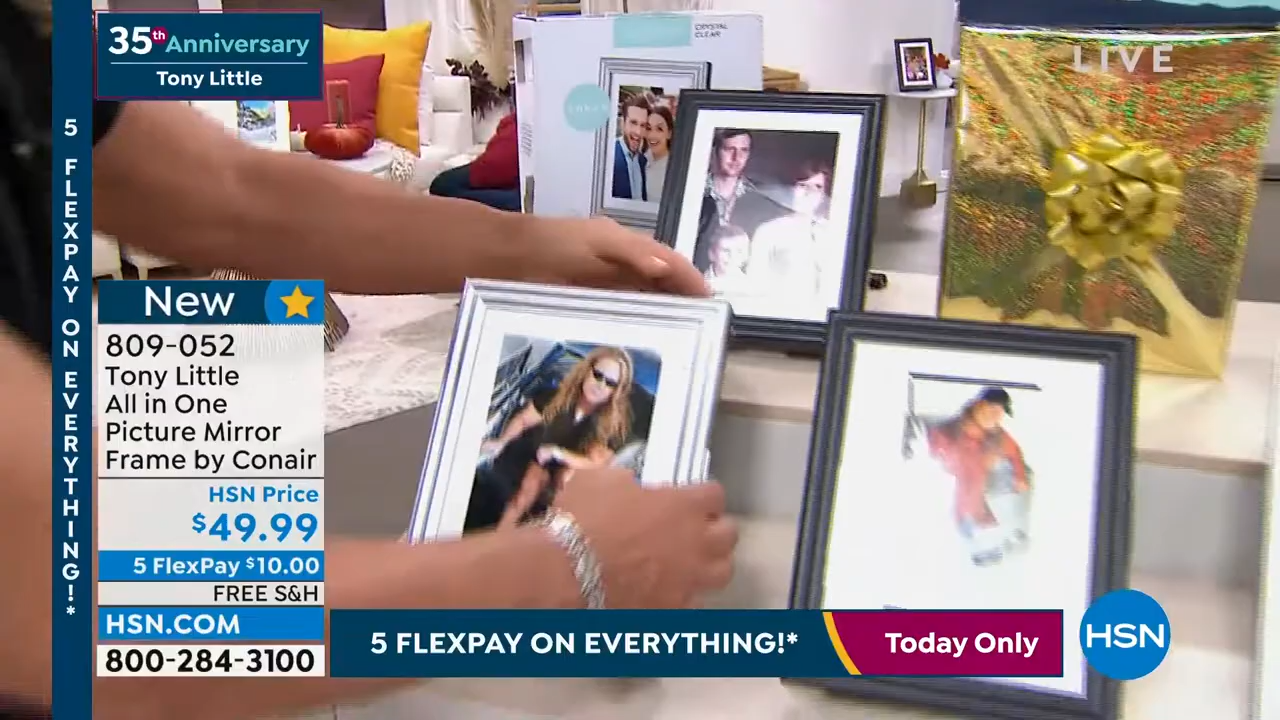 35th Anniversary
Tony Little
LIVE
CRYSTAL
CLEAR
5 FLEXPAY ON EVERYTHING!*
New
809-052
Tony Little
All in One
Picture Mirror
Frame by Conair
HSN Price
$49.99
5 FlexPay $10.00
FREE S&H
HSN.COM
800-284-3100
5 FLEXPAY ON EVERYTHING!*
Today Only
HSN